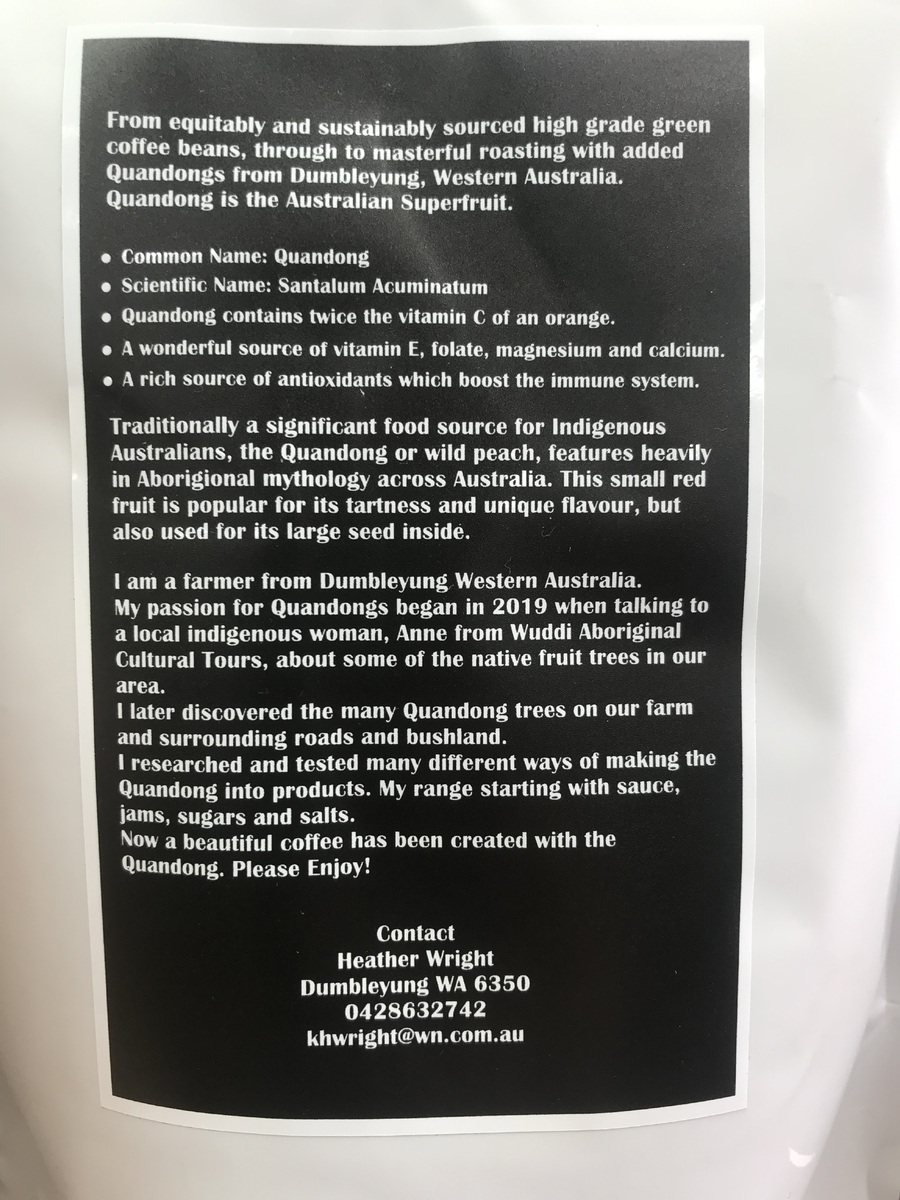 From equitably and sustainably sourced high grade green
coffee beans, through to masterful roasting with added
Quandongs from Dumbleyung, Western Australia.
Quandong is the Australian Superfruit.
• Common Name: Quandong
• Scientific Name: Santalum Acuminatum
• Quandong contains twice the vitamin C of an orange.
• A wonderful source of vitamin E, folate, magnesium and calcium.
• A rich source of antioxidants which boost the immune system.
Traditionally a significant food source for Indigenous
Australians, the Quandong or wild peach, features heavily
in Aborigional mythology across Australia. This small red
fruit is popular for its tartness and unique flavour, but
also used for its large seed inside.
I am a farmer from Dumbleyung Western Australia.
My passion for Quandongs began in 2019 when talking to
a local indigenous woman, Anne from Wuddi Aboriginal
Cultural Tours, about some of the native fruit trees in our
area.
I later discovered the many Quandong trees on our farm
and surrounding roads and bushland.
I researched and tested many different ways of making the
Quandong into products. My range starting with sauce,
jams, sugars and salts.
Now a beautiful coffee has been created with the
Quandong. Please Enjoy!
Contact
Heather Wright
Dumbleyung WA 6350
0428632742
khwright@wn.com.au